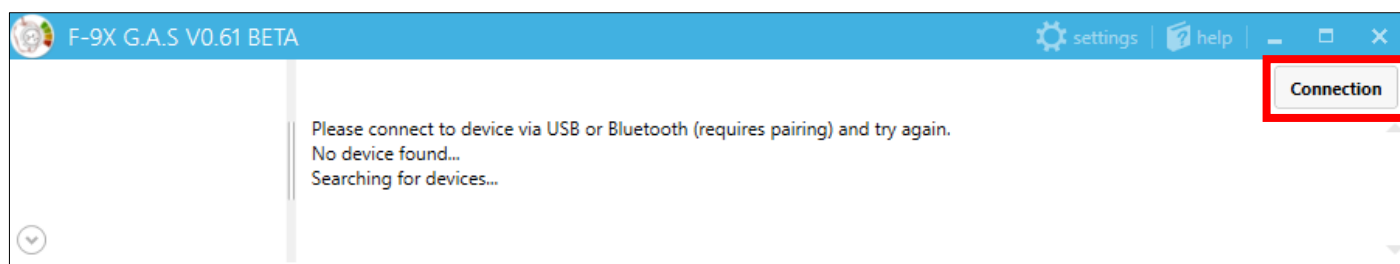 F-9X G.A.S V0.61 BETA
settings
help
Connection
Please connect to device via USB or Bluetooth (requires pairing) and try again.
No device found...
Searching for devices...